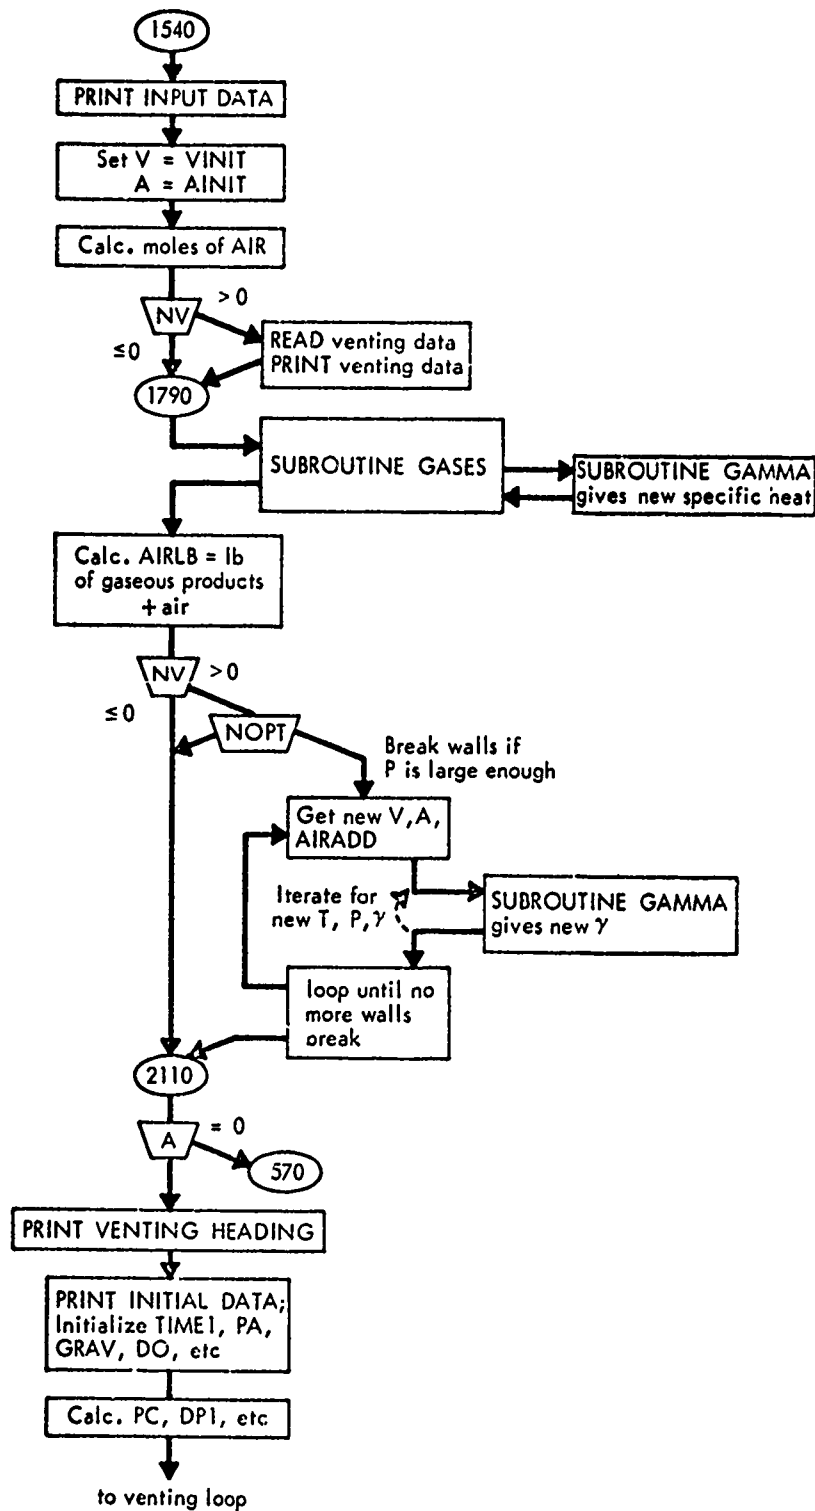 1540
PRINT INPUT DATA
Set V = VINIT
A = AINIT
Calc. moles of AIR
NV
> 0
≤0
READ venting data
PRINT venting data
1790
SUBROUTINE GASES
SUBROUTINE GAMMA
gives new specific heat
Calc. AIRLB = lb
of gaseous products
+ air
NV
>0
≤0
NOPT
Break walls if
P is large enough
Get new V,A,
AIRADD
Iterate for
new T, P,γ
SUBROUTINE GAMMA
gives new γ
loop until no
more walls
break
2110
A
= 0
570
PRINT VENTING HEADING
PRINT INITIAL DATA;
Initialize TIME1, PA,
GRAV, DO, etc
Calc. PC, DP1, etc
to venting loop